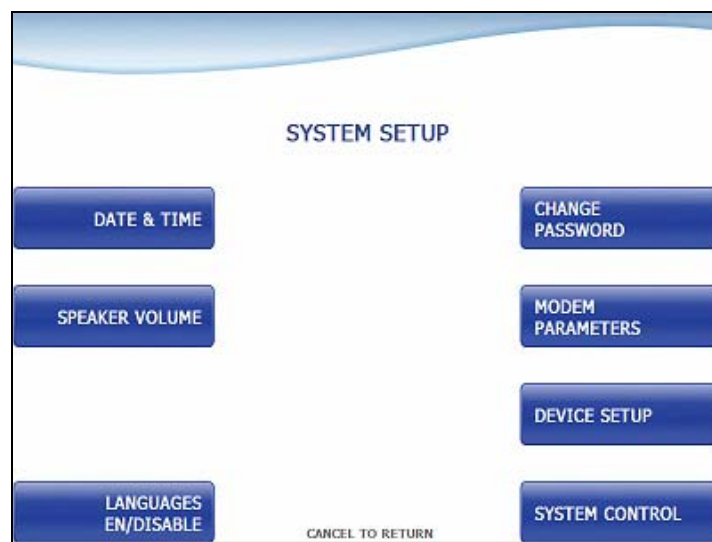 SYSTEM SETUP
DATE & TIME
CHANGE
PASSWORD
SPEAKER VOLUME
MODEM
PARAMETERS
DEVICE SETUP
LANGUAGES
EN/DISABLE
SYSTEM CONTROL
CANCEL TO RETURN